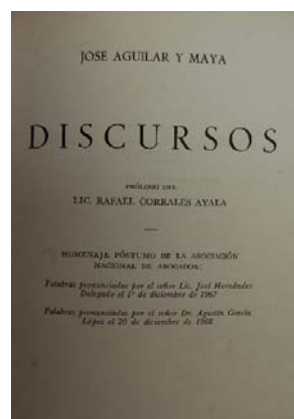 JOSE AGUILAR Y MAYA
DISCURSOS
PRÓLOGO DEL
LIC. RAFAEL CORRALES AYALA
HOMENAJE PÓSTUMO DE LA ASOCIACIÓN
NACIONAL DE ABOGADOS:
Palabras pronunciadas por el señor Lic. José Hernández
Delgado el 1º de diciembre de 1967
Palabras pronunciadas por el señor Dr. Agustín García
López el 20 de diciembre de 1968